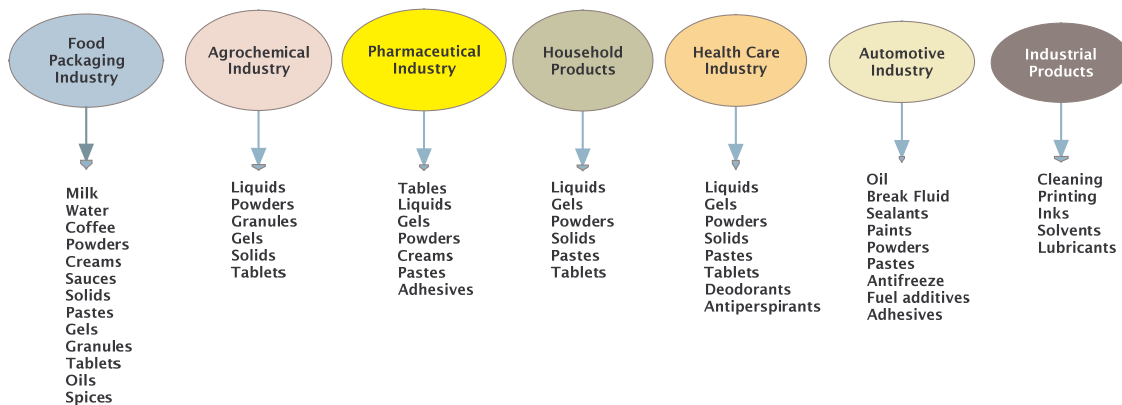 Food
Packaging
Industry
Milk
Water
Coffee
Powders
Creams
Sauces
Solids
Pastes
Gels
Granules
Tablets
Oils
Spices
Agrochemical
Industry
Liquids
Powders
Granules
Gels
Solids
Tablets
Pharmaceutical
Industry
Tables
Liquids
Gels
Powders
Creams
Pastes
Adhesives
Household
Products
Liquids
Gels
Powders
Solids
Pastes
Tablets
Health Care
Industry
Liquids
Gels
Powders
Solids
Pastes
Tablets
Deodorants
Antiperspirants
Automotive
Industry
Oil
Break Fluid
Sealants
Paints
Powders
Pastes
Antifreeze
Fuel additives
Adhesives
Industrial
Products
Cleaning
Printing
Inks
Solvents
Lubricants